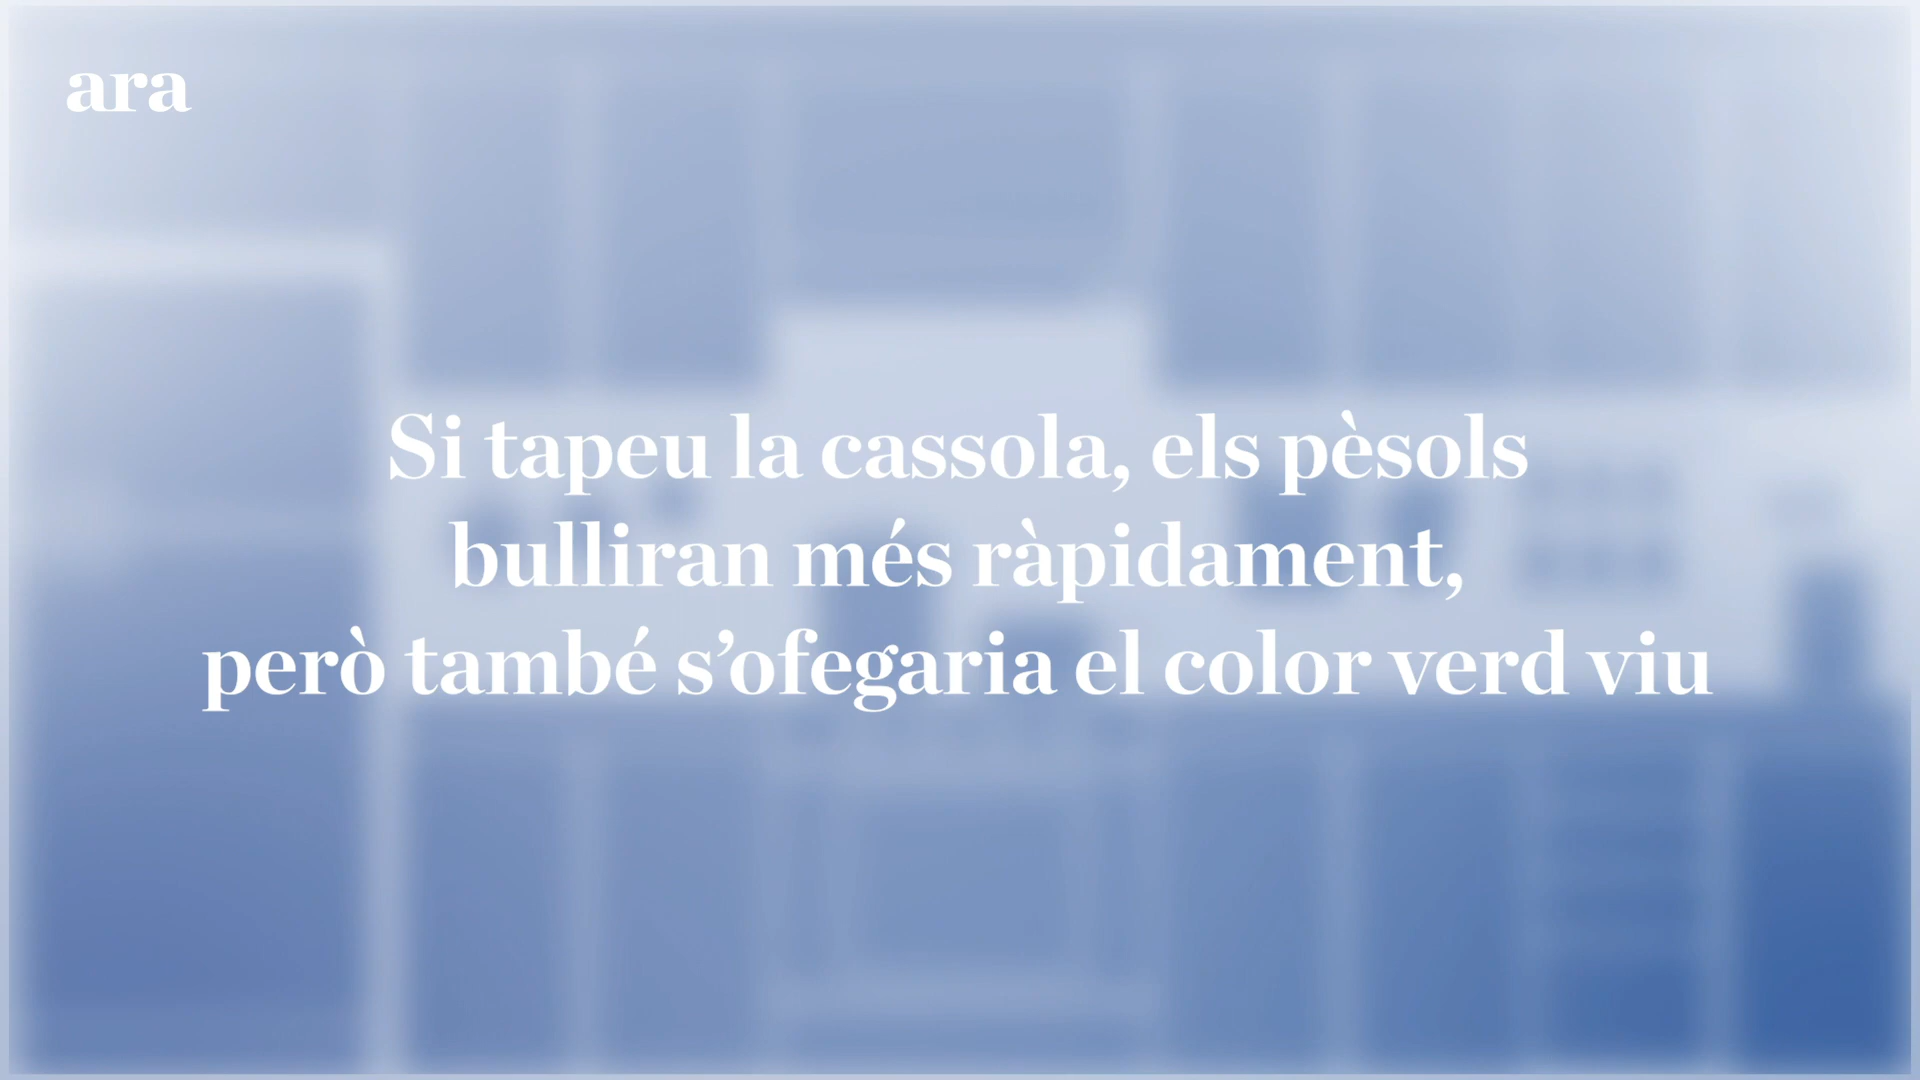 ara
Si tapeu la cassola, els pèsols
bulliran més ràpidament,
però també s’ofegaria el color verd viu